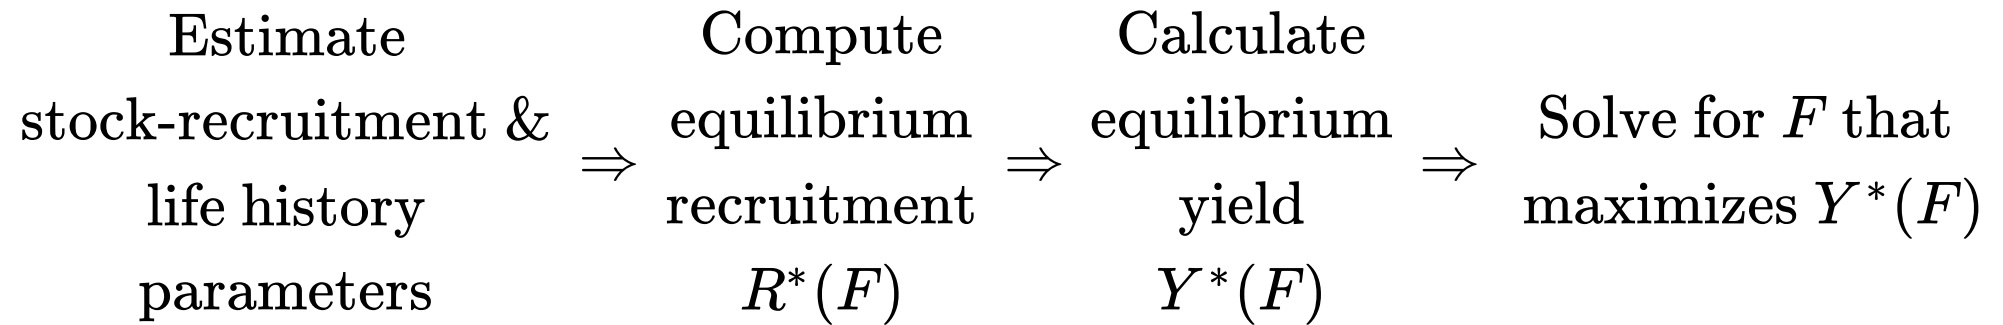 Estimate
stock-recruitment &
life history
parameters
⇒
Compute
equilibrium
recruitment
R*(F)
⇒
Calculate
equilibrium
yield
Y*(F)
⇒
Solve for F that
maximizes Y*(F)